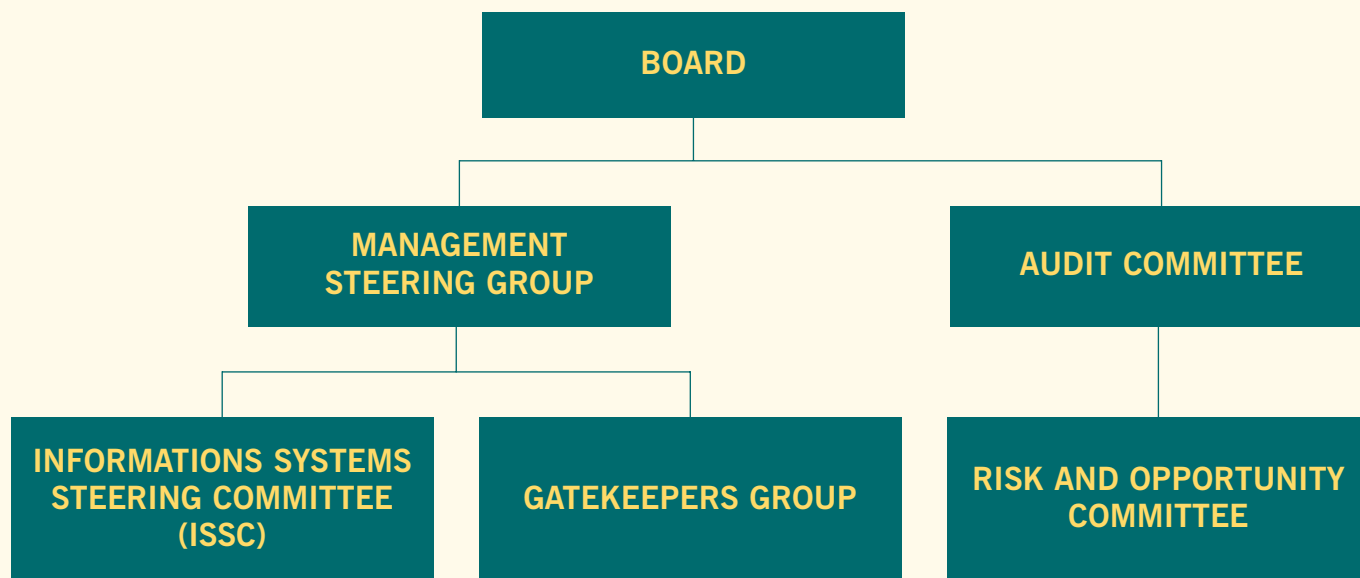 BOARD
MANAGEMENT
STEERING GROUP
AUDIT COMMITTEE
INFORMATIONS SYSTEMS
STEERING COMMITTEE
(ISSC)
GATEKEEPERS GROUP
RISK AND OPPORTUNITY
COMMITTEE